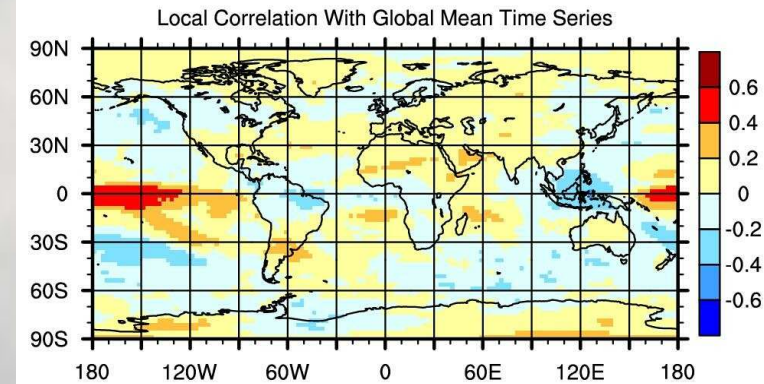 Local Correlation With Global Mean Time Series
90N
60N
30N
0
30S
60S
90S
180 120W 60W 0 60E 120E 180
0.6
0.4
0.2
0
-0.2
-0.4
-0.6